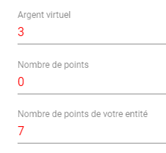 Argent virtuel
3
Nombre de points
0
Nombre de points de votre entité
7